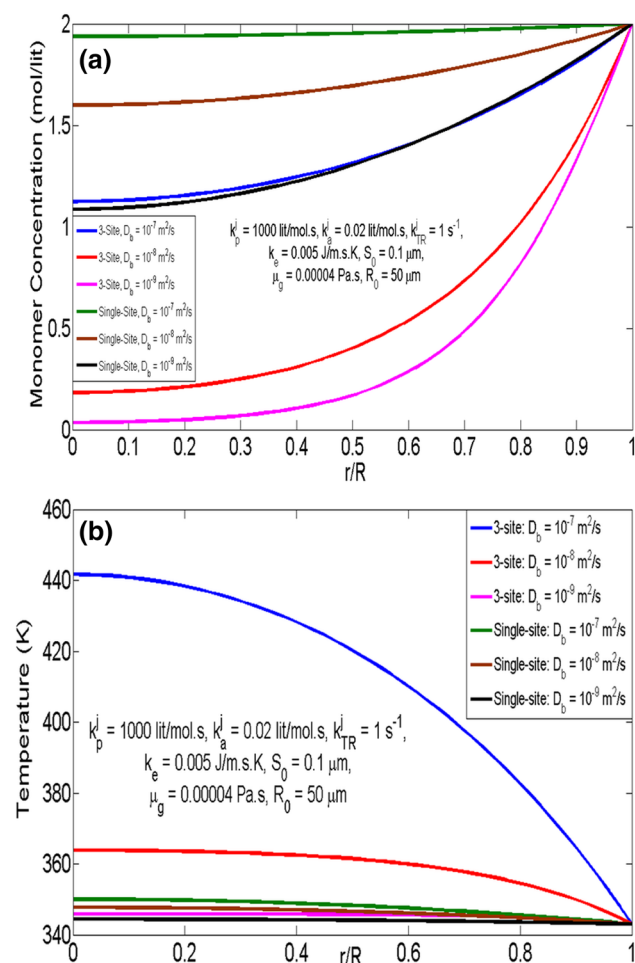 (a)
Monomer Concentration (mol/lit)
2
1.5
1
0.5
0
3-Site, D_b = 10^-7 m^2/s
3-Site, D_b = 10^-8 m^2/s
3-Site, D_b = 10^-9 m^2/s
Single-Site, D_b = 10^-7 m^2/s
Single-Site, D_b = 10^-8 m^2/s
Single-Site, D_b = 10^-9 m^2/s
k_p^i = 1000 lit/mol.s, k_a^i = 0.02 lit/mol.s, k_TR^i = 1 s^-1,
k_e = 0.005 J/m.s.K, S_0 = 0.1 μm,
μ_g = 0.00004 Pa.s, R_0 = 50 μm
0 0.1 0.2 0.3 0.4 0.5 0.6 0.7 0.8 0.9 1
r/R
(b)
Temperature (K)
460
440
420
400
380
360
340
3-site: D_b = 10^-7 m^2/s
3-site: D_b = 10^-8 m^2/s
3-site: D_b = 10^-9 m^2/s
Single-site: D_b = 10^-7 m^2/s
Single-site: D_b = 10^-8 m^2/s
Single-site: D_b = 10^-9 m^2/s
k_p^i = 1000 lit/mol.s, k_a^i = 0.02 lit/mol.s, k_TR^i = 1 s^-1,
k_e = 0.005 J/m.s.K, S_0 = 0.1 μm,
μ_g = 0.00004 Pa.s, R_0 = 50 μm
0 0.2 0.4 0.6 0.8 1
r/R